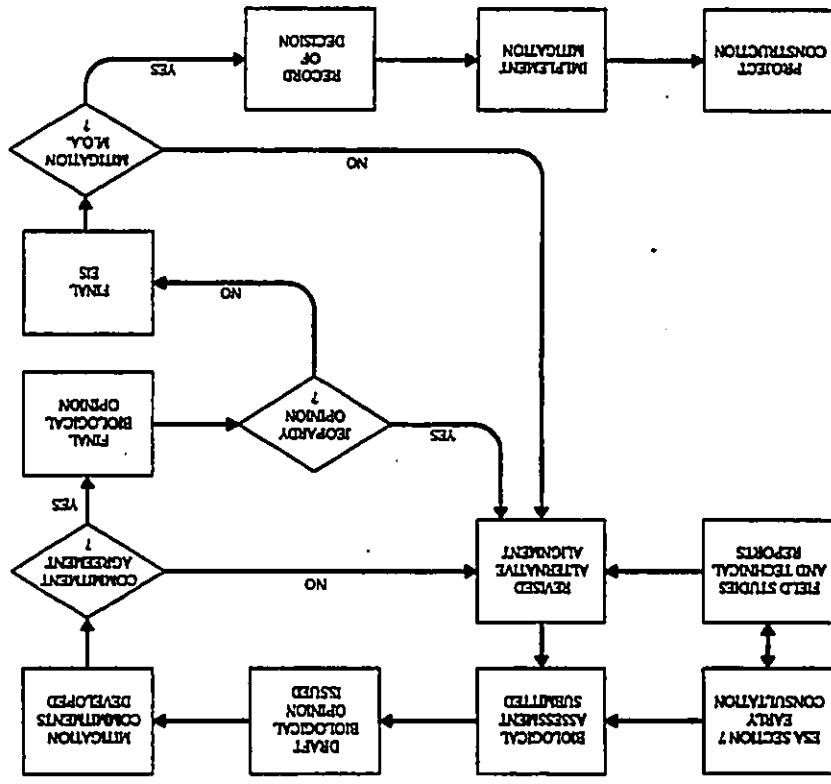 ESA SECTION 7
EARLY
CONSULTATION
BIOLOGICAL
ASSESSMENT
SUBMITTED
DRAFT
BIOLOGICAL
OPINION
ISSUED
MITIGATION
COMMITMENTS
DEVELOPED
FIELD STUDIES
AND TECHNICAL
REPORTS
REVISED
ALTERNATIVE
ALIGNMENT
NO
COMMITMENT
AGREEMENT
?
YES
YES
JEOPARDY
OPINION
?
FINAL
BIOLOGICAL
OPINION
NO
FINAL
EIS
NO
MITIGATION
M.O.A.
?
YES
PROJECT
CONSTRUCTION
IMLPLEMENT
MITIGATION
RECORD
OF
DECISION